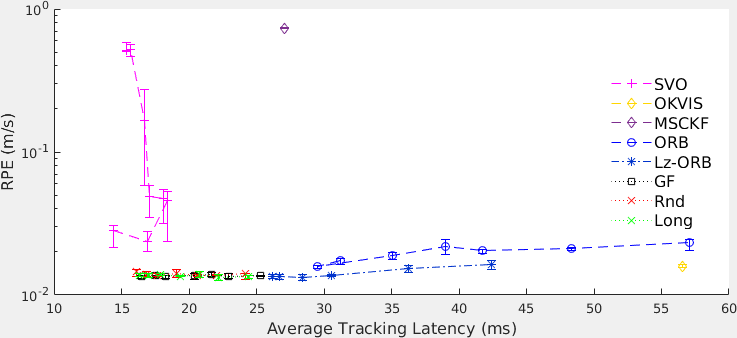 10^0
10^-1
10^-2
RPE (m/s)
10 15 20 25 30 35 40 45 50 55 60
Average Tracking Latency (ms)
SVO
OKVIS
MSCKF
ORB
Lz-ORB
GF
Rnd
Long